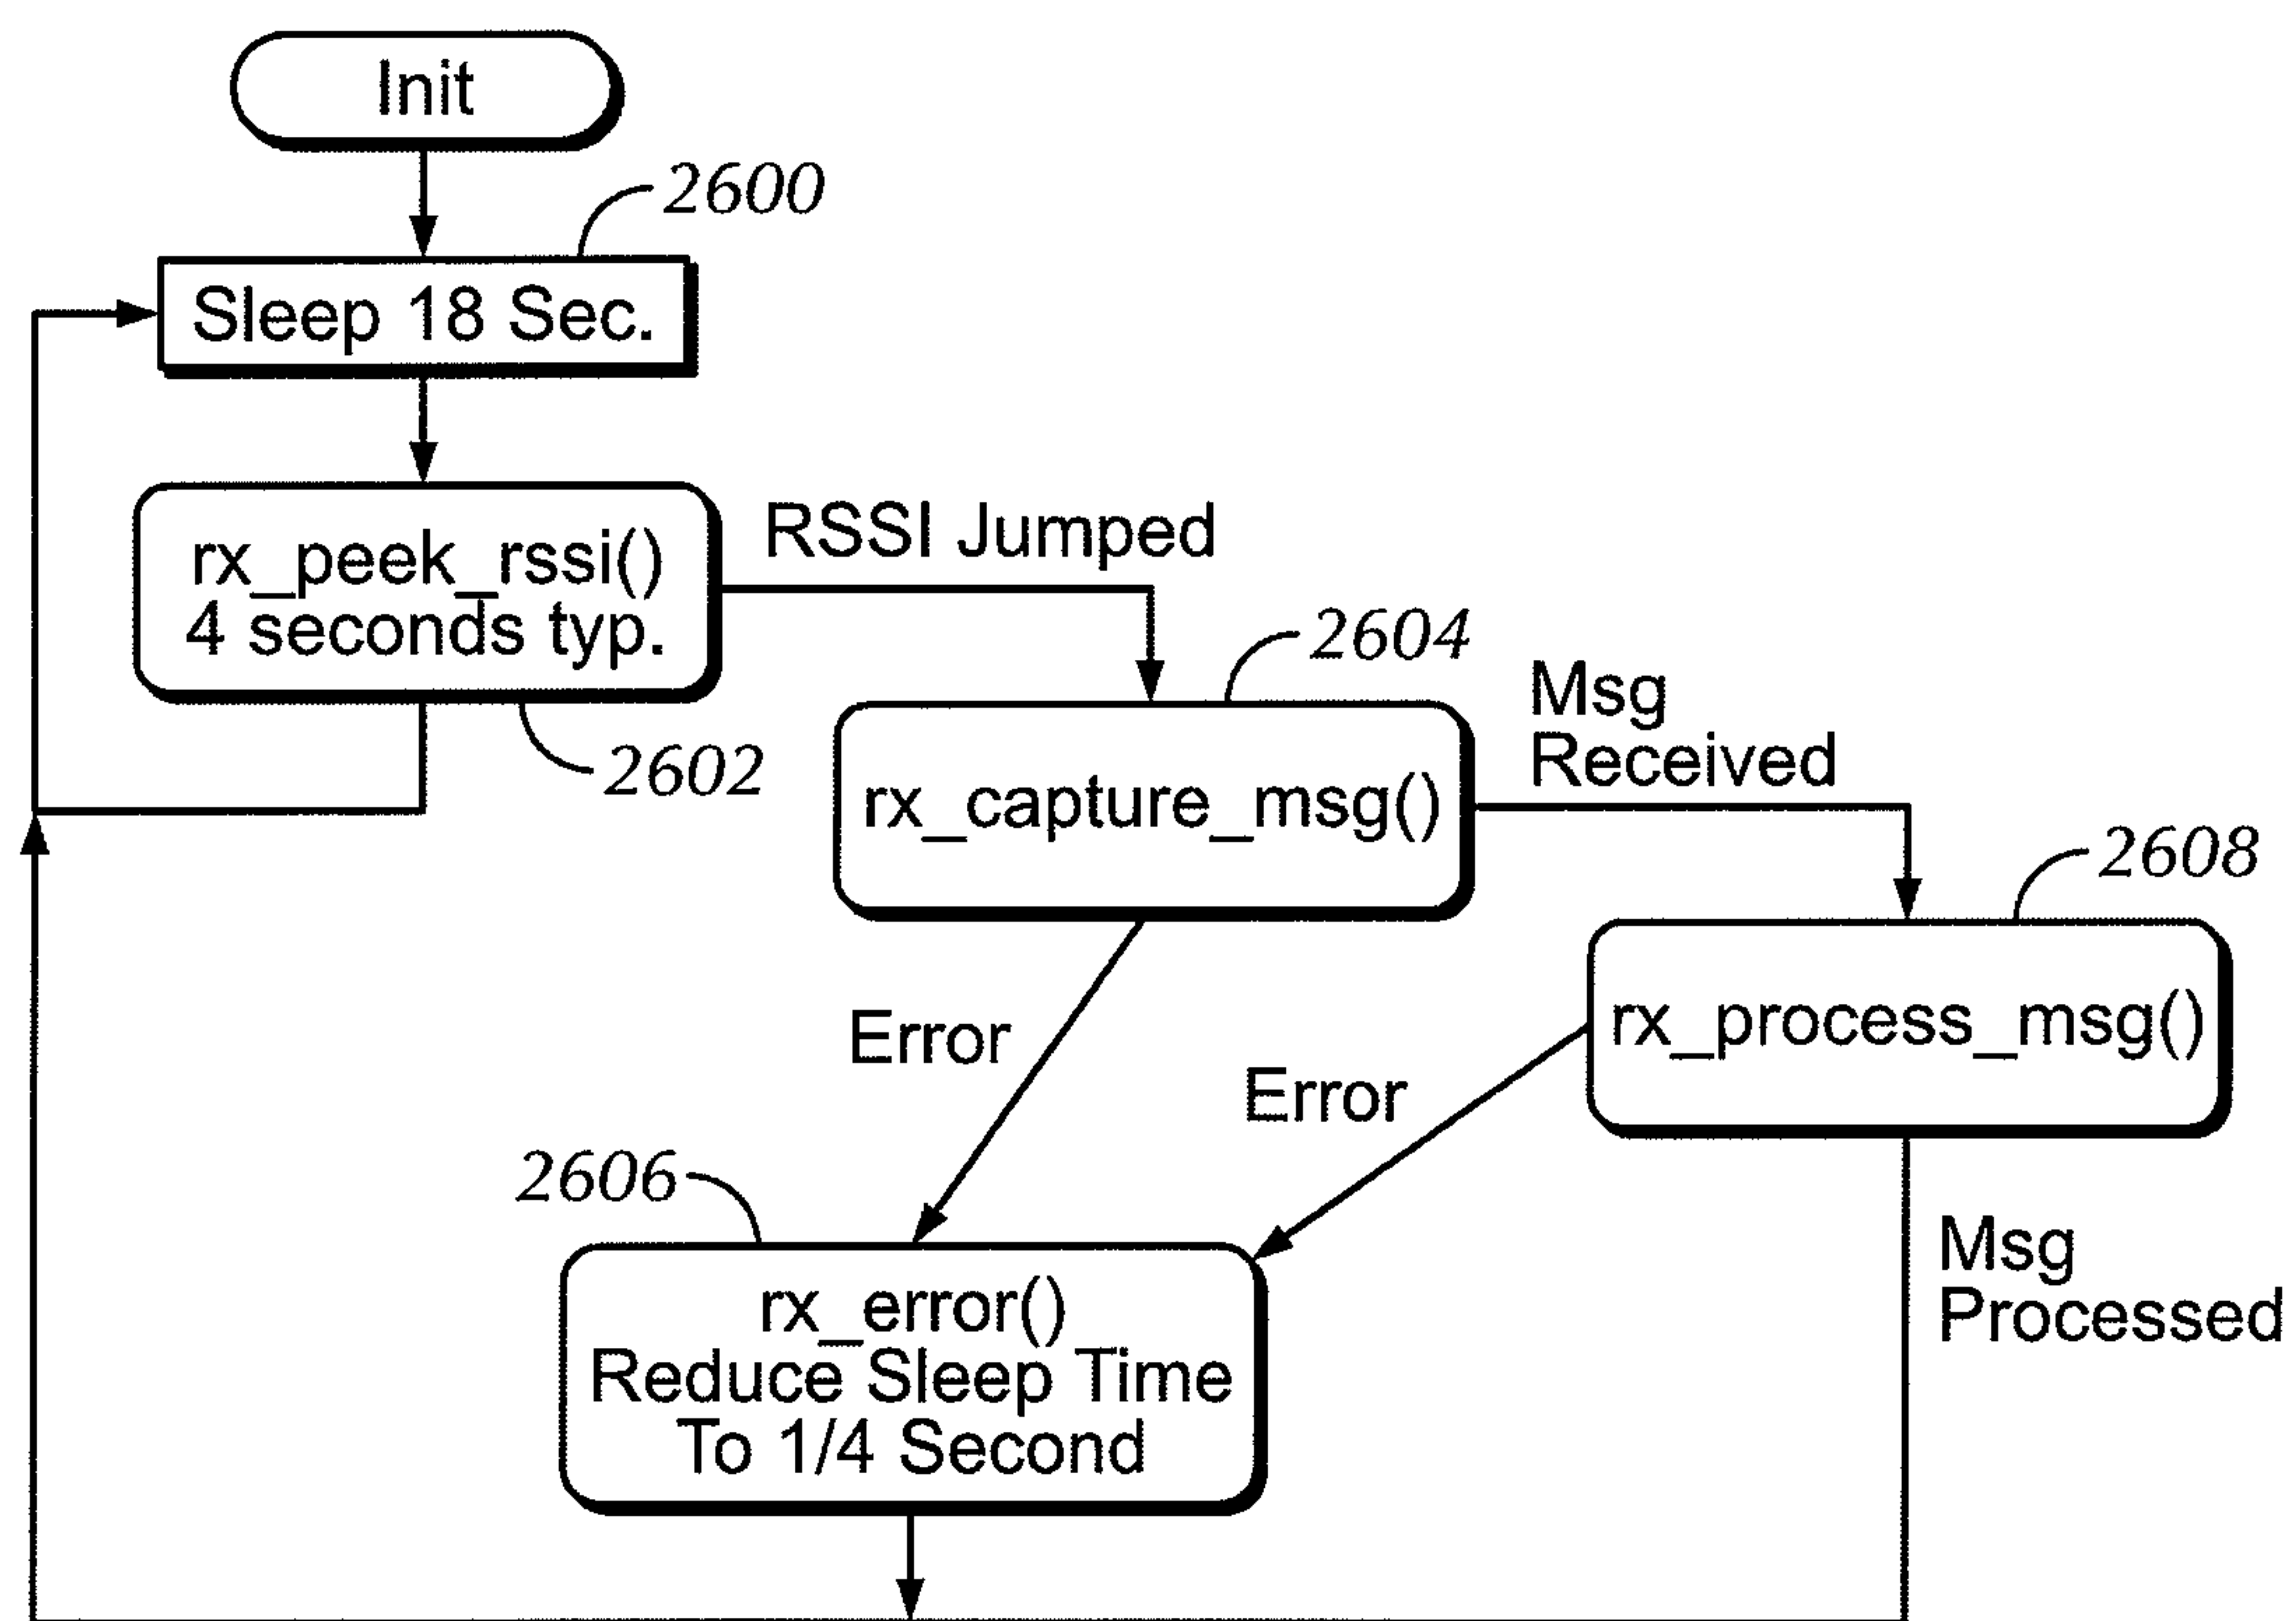 Init
2600
Sleep 18 Sec.
rx_peek_rssi()
4 seconds typ.
RSSI Jumped
2602
2604
rx_capture_msg()
Msg
Received
2608
rx_process_msg()
Error
Error
2606
rx_error()
Reduce Sleep Time
To 1/4 Second
Msg
Processed